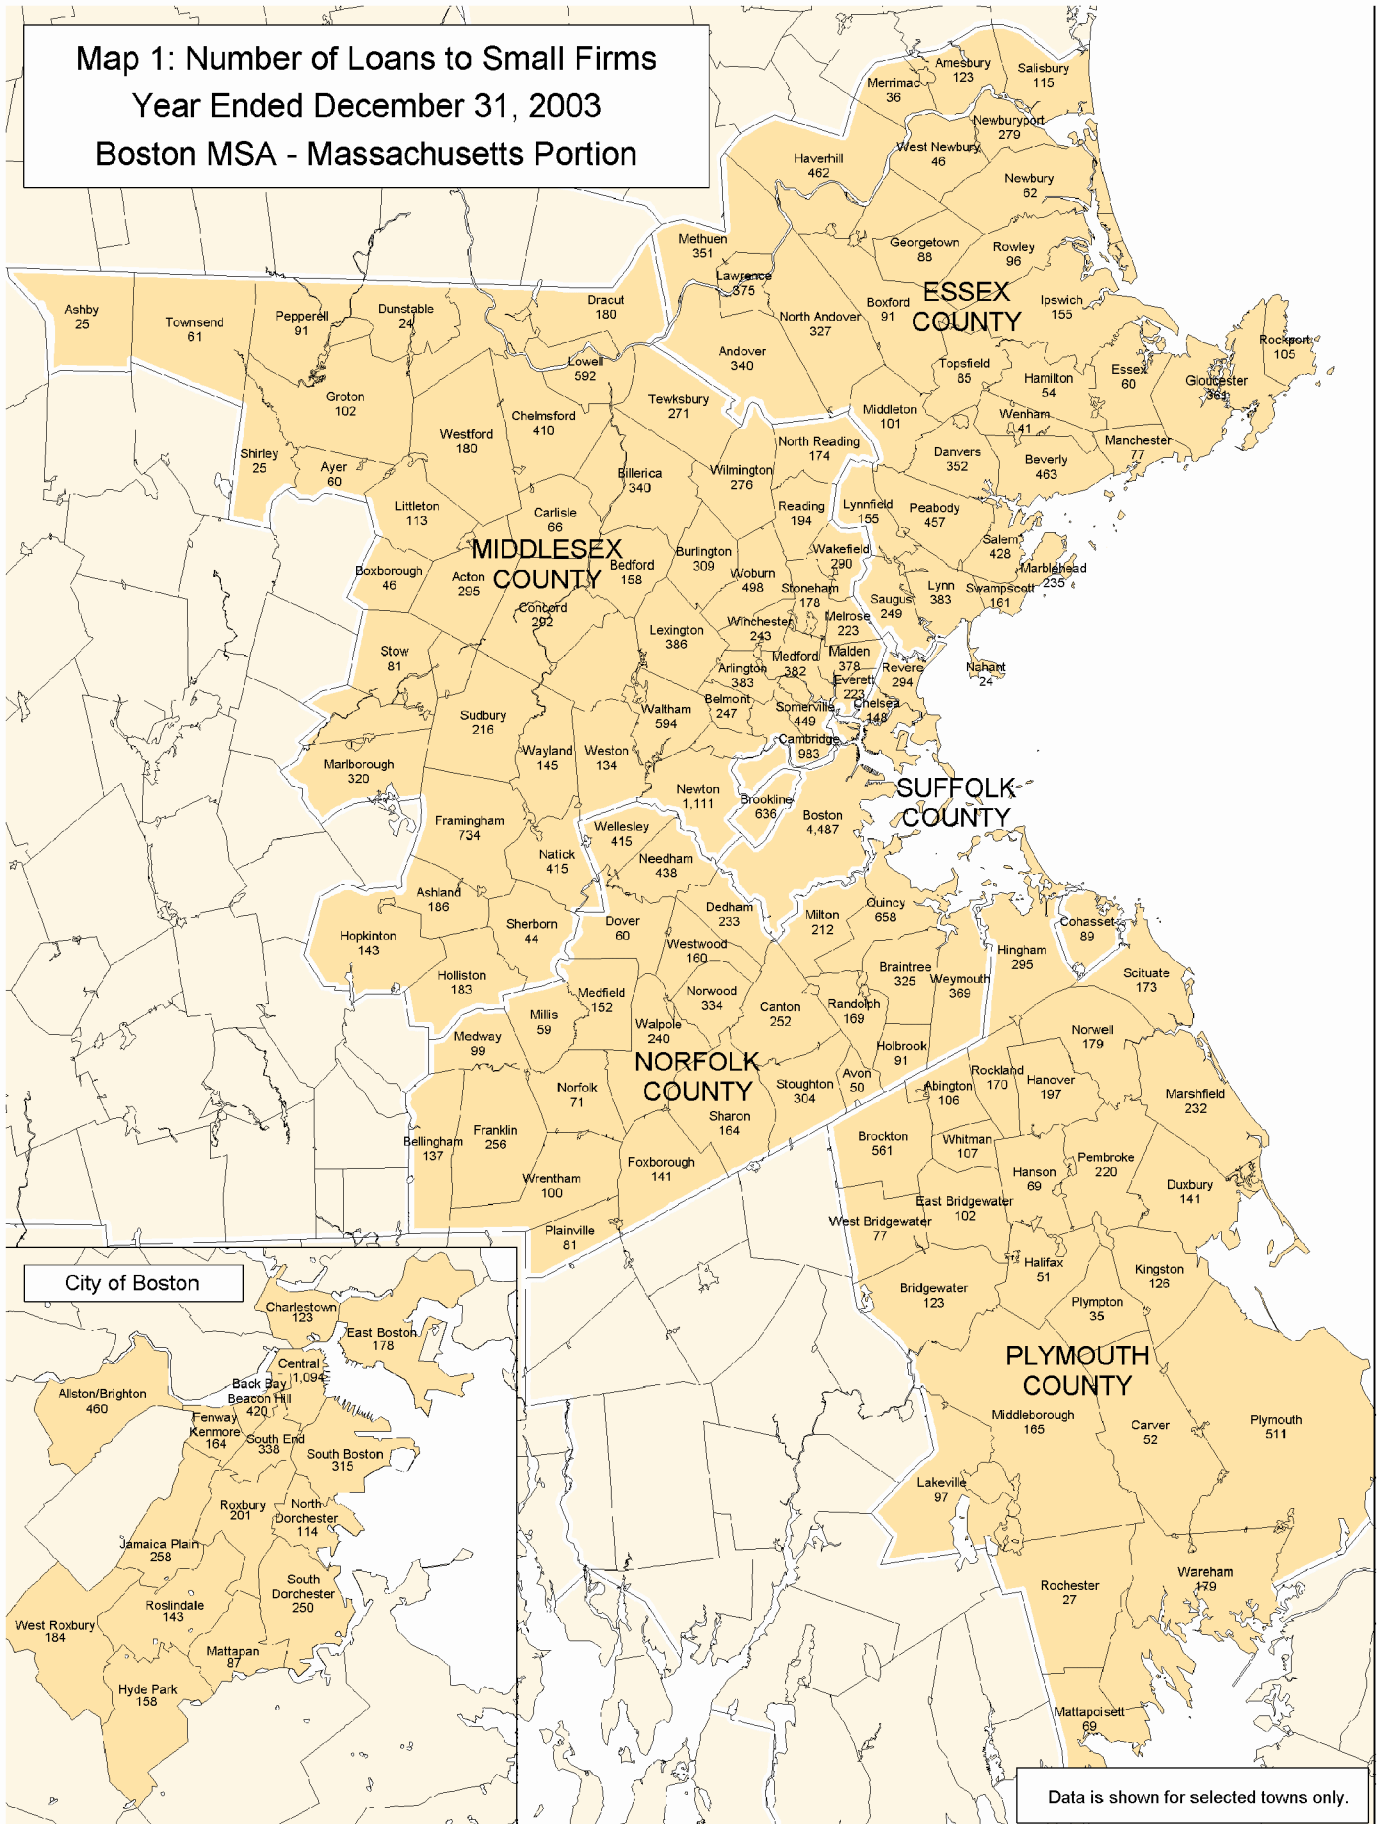 Map 1: Number of Loans to Small Firms
Year Ended December 31, 2003
Boston MSA - Massachusetts Portion
Amesbury
123
Salisbury
115
Merrimac
36
Newburyport
279
West Newbury
46
Haverhill
462
Newbury
62
Methuen
351
Georgetown
88
Rowley
96
Lawrence
375
ESSEX
COUNTY
Ipswich
155
Boxford
91
North Andover
327
Dracut
180
Dunstable
24
Pepperell
91
Ashby
25
Townsend
61
Rockport
105
Andover
340
Lowell
592
Topsfield
85
Hamilton
54
Essex
60
Gloucester
361
Groton
102
Tewksbury
271
Chelmsford
410
Middleton
101
Wenham
41
Westford
180
North Reading
174
Manchester
77
Danvers
352
Beverly
463
Shirley
25
Ayer
60
Billerica
340
Wilmington
276
Littleton
113
Carlisle
66
Reading
194
Lynnfield
155
Peabody
457
Salem
428
MIDDLESEX
COUNTY
Burlington
309
Wakefield
290
Bedford
158
Marblehead
235
Boxborough
46
Acton
295
Woburn
498
Stoneham
178
Lynn
383
Swampscott
161
Saugus
249
Concord
292
Lexington
386
Winchester
243
Melrose
223
Stow
81
Medford
382
Malden
378
Arlington
383
Revere
294
Nahant
24
Everett
223
Belmont
247
Somerville
449
Chelsea
148
Waltham
594
Sudbury
216
Cambridge
983
Wayland
145
Weston
134
Marlborough
320
SUFFOLK
COUNTY
Newton
1,111
Brookline
636
Boston
4,487
Framingham
734
Wellesley
415
Natick
415
Needham
438
Ashland
186
Quincy
658
Dedham
233
Milton
212
Sherborn
44
Dover
60
Cohasset
89
Hopkinton
143
Westwood
160
Hingham
295
Holliston
183
Braintree
325
Weymouth
369
Scituate
173
Medfield
152
Norwood
334
Canton
252
Randolph
169
Millis
59
Walpole
240
Norwell
179
Medway
99
Holbrook
91
NORFOLK
COUNTY
Avon
50
Rockland
170
Hanover
197
Abington
106
Norfolk
71
Stoughton
304
Marshfield
232
Sharon
164
Bellingham
137
Franklin
256
Brockton
561
Whitman
107
Foxborough
141
Pembroke
220
Hanson
69
Wrentham
100
Duxbury
141
East Bridgewater
102
West Bridgewater
77
Plainville
81
Halifax
51
Kingston
126
Bridgewater
123
Plympton
35
PLYMOUTH
COUNTY
Middleborough
165
Carver
52
Plymouth
511
Lakeville
97
Wareham
179
Rochester
27
Mattapoisett
69
City of Boston
Charlestown
123
East Boston
178
Central
1,094
Back Bay
Beacon Hill
420
Allston/Brighton
460
Fenway
Kenmore
164
South End
338
South Boston
315
Roxbury
201
North
Dorchester
114
Jamaica Plain
258
South
Dorchester
250
Roslindale
143
West Roxbury
184
Mattapan
87
Hyde Park
158
Data is shown for selected towns only.